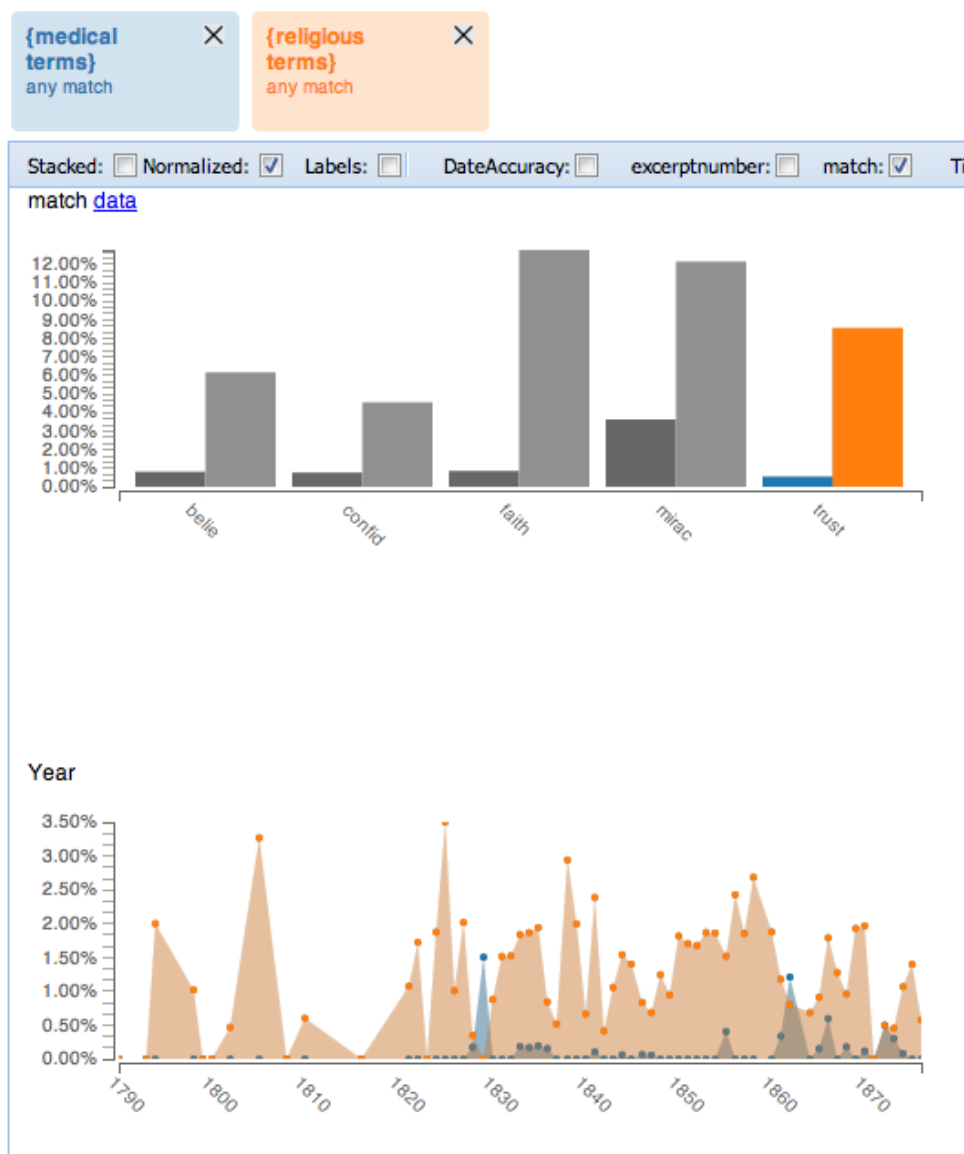 {medical
terms}
any match
{religious
terms}
any match
Stacked: Normalized: Labels: DateAccuracy: excerptnumber: match: Ti
match data
12.00%
11.00%
10.00%
9.00%
8.00%
7.00%
6.00%
5.00%
4.00%
3.00%
2.00%
1.00%
0.00%
belie confid faith mirac trust
Year
3.50%
3.00%
2.50%
2.00%
1.50%
1.00%
0.50%
0.00%
1790 1800 1810 1820 1830 1840 1850 1860 1870